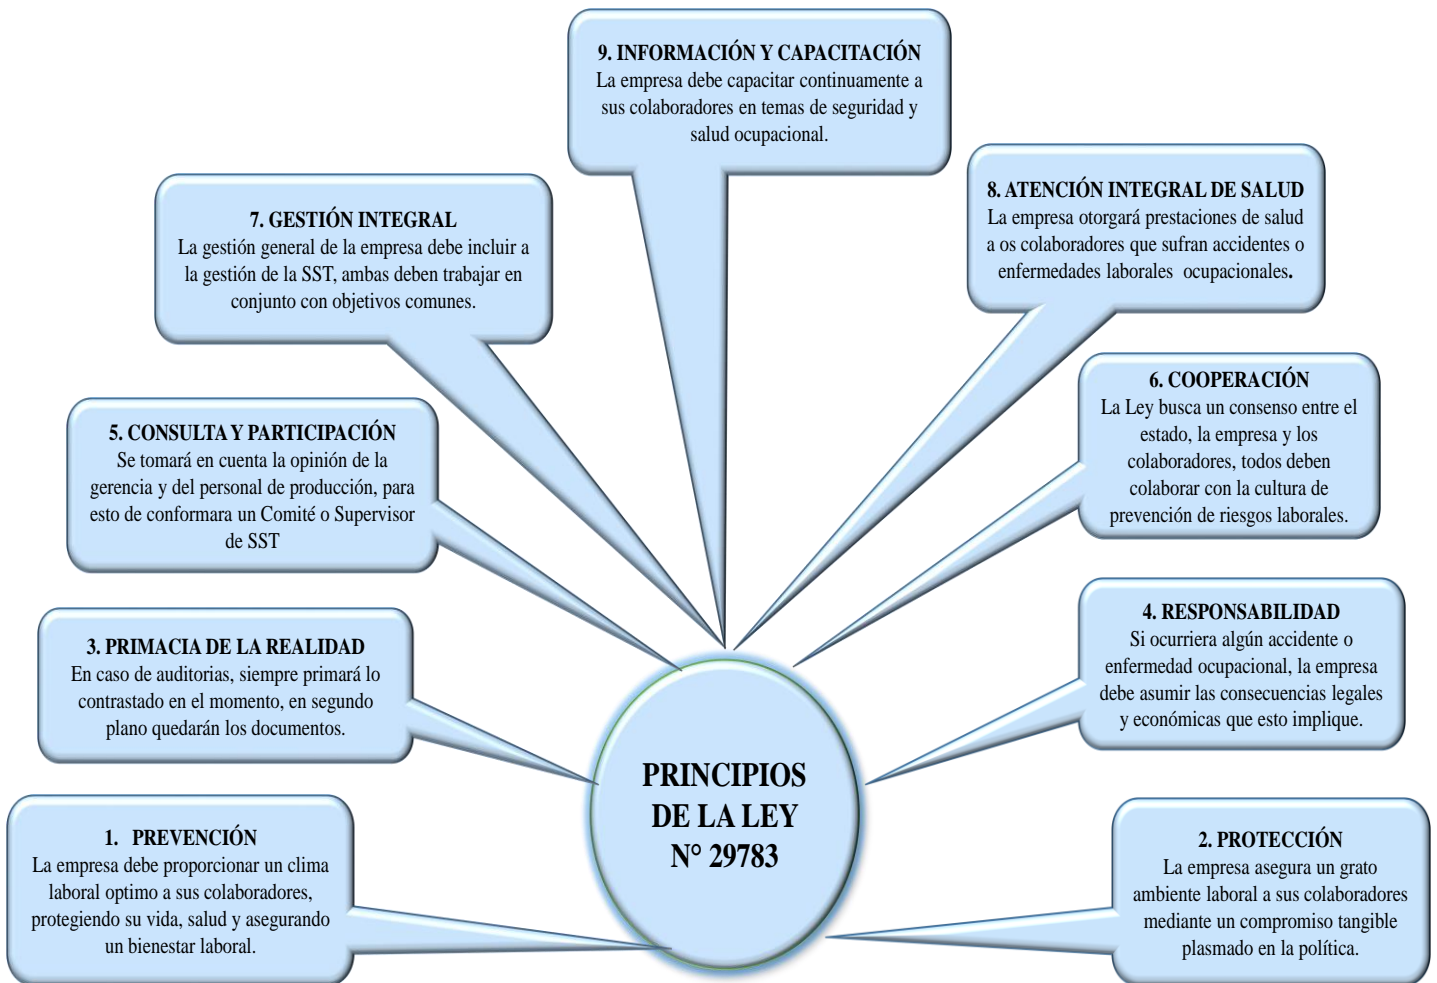 9. INFORMACIÓN Y CAPACITACIÓN
La empresa debe capacitar continuamente a
sus colaboradores en temas de seguridad y
salud ocupacional.
7. GESTIÓN INTEGRAL
La gestión general de la empresa debe incluir a
la gestión de la SST, ambas deben trabajar en
conjunto con objetivos comunes.
8. ATENCIÓN INTEGRAL DE SALUD
La empresa otorgará prestaciones de salud
a os colaboradores que sufran accidentes o
enfermedades laborales ocupacionales.
5. CONSULTA Y PARTICIPACIÓN
Se tomará en cuenta la opinión de la
gerencia y del personal de producción, para
esto de conformara un Comité o Supervisor
de SST
6. COOPERACIÓN
La Ley busca un consenso entre el
estado, la empresa y los
colaboradores, todos deben
colaborar con la cultura de
prevención de riesgos laborales.
3. PRIMACIA DE LA REALIDAD
En caso de auditorias, siempre primará lo
contrastado en el momento, en segundo
plano quedarán los documentos.
4. RESPONSABILIDAD
Si ocurriera algún accidente o
enfermedad ocupacional, la empresa
debe asumir las consecuencias legales
y económicas que esto implique.
PRINCIPIOS
DE LA LEY
N° 29783
1. PREVENCIÓN
La empresa debe proporcionar un clima
laboral optimo a sus colaboradores,
protegiendo su vida, salud y asegurando
un bienestar laboral.
2. PROTECCIÓN
La empresa asegura un grato
ambiente laboral a sus colaboradores
mediante un compromiso tangible
plasmado en la política.